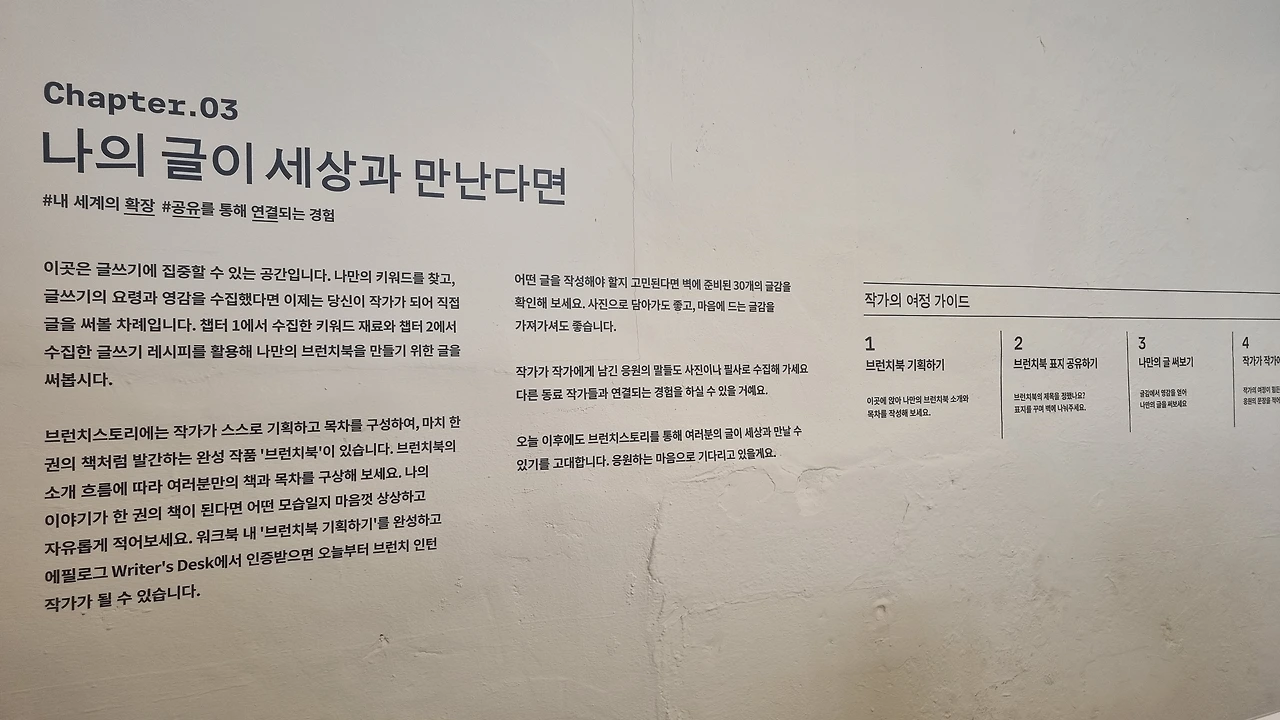 Chapter.03
나의 글이 세상과 만난다면
#내 세계의 확장 #공유를 통해 연결되는 경험
이곳은 글쓰기에 집중할 수 있는 공간입니다. 나만의 키워드를 찾고,
글쓰기의 요령과 영감을 수집했다면 이제는 당신이 작가가 되어 직접
글을 써볼 차례입니다. 챕터 1에서 수집한 키워드 재료와 챕터 2에서
수집한 글쓰기 레시피를 활용해 나만의 브런치북을 만들기 위한 글을
써봅시다.
브런치스토리에는 작가가 스스로 기획하고 목차를 구성하여, 마치 한
권의 책처럼 발간하는 완성 작품 '브런치북'이 있습니다. 브런치북의
소개 흐름에 따라 여러분만의 책과 목차를 구상해 보세요. 나의
이야기가 한 권의 책이 된다면 어떤 모습일지 마음껏 상상하고
자유롭게 적어보세요. 워크북 내 '브런치북 기획하기'를 완성하고
에필로그 Writer's Desk에서 인증받으면 오늘부터 브런치 인턴
작가가 될 수 있습니다.
어떤 글을 작성해야 할지 고민된다면 벽에 준비된 30개의 글감을
확인해 보세요. 사진으로 담아가도 좋고, 마음에 드는 글감을
가져가셔도 좋습니다.
작가가 작가에게 남긴 응원의 말들도 사진이나 필사로 수집해 가세요
다른 동료 작가들과 연결되는 경험을 하실 수 있을 거예요.
오늘 이후에도 브런치스토리를 통해 여러분의 글이 세상과 만날 수
있기를 고대합니다. 응원하는 마음으로 기다리고 있을게요.
작가의 여정 가이드
1
브런치북 기획하기
이곳에 앉아 나만의 브런치북 소개와
목차를 작성해 보세요.
2
브런치북 표지 공유하기
브런치북의 제목을 정했나요?
표지를 꾸며 벽에 나눠주세요.
3
나만의 글 써보기
글감에서 영감을 얻어
나만의 글을 써보세요
4
작가가 작가에
작가의 여정이
응원의 문장을